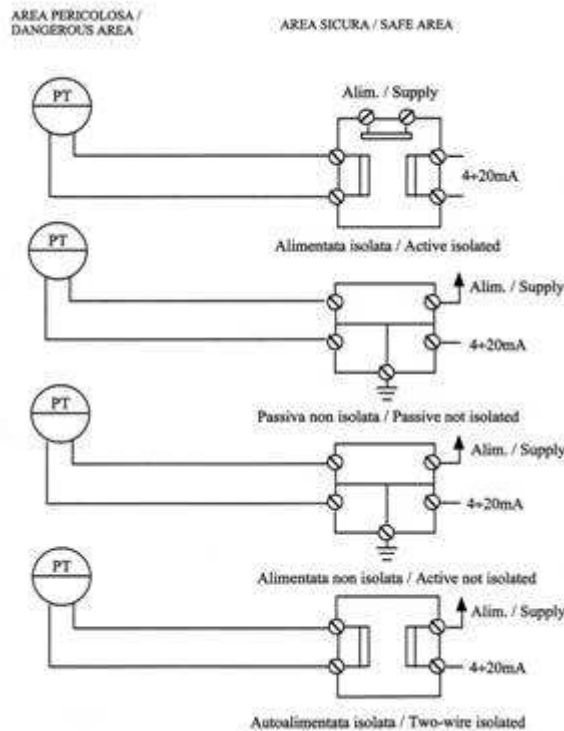 AREA PERICOLOSA /
DANGEROUS AREA
AREA SICURA / SAFE AREA
PT
Alim. / Supply
4÷20mA
Alimentata isolata / Active isolated
PT
Alim. / Supply
4÷20mA
Passiva non isolata / Passive not isolated
PT
Alim. / Supply
4÷20mA
Alimentata non isolata / Active not isolated
PT
Alim. / Supply
4÷20mA
Autoalimentata isolata / Two-wire isolated